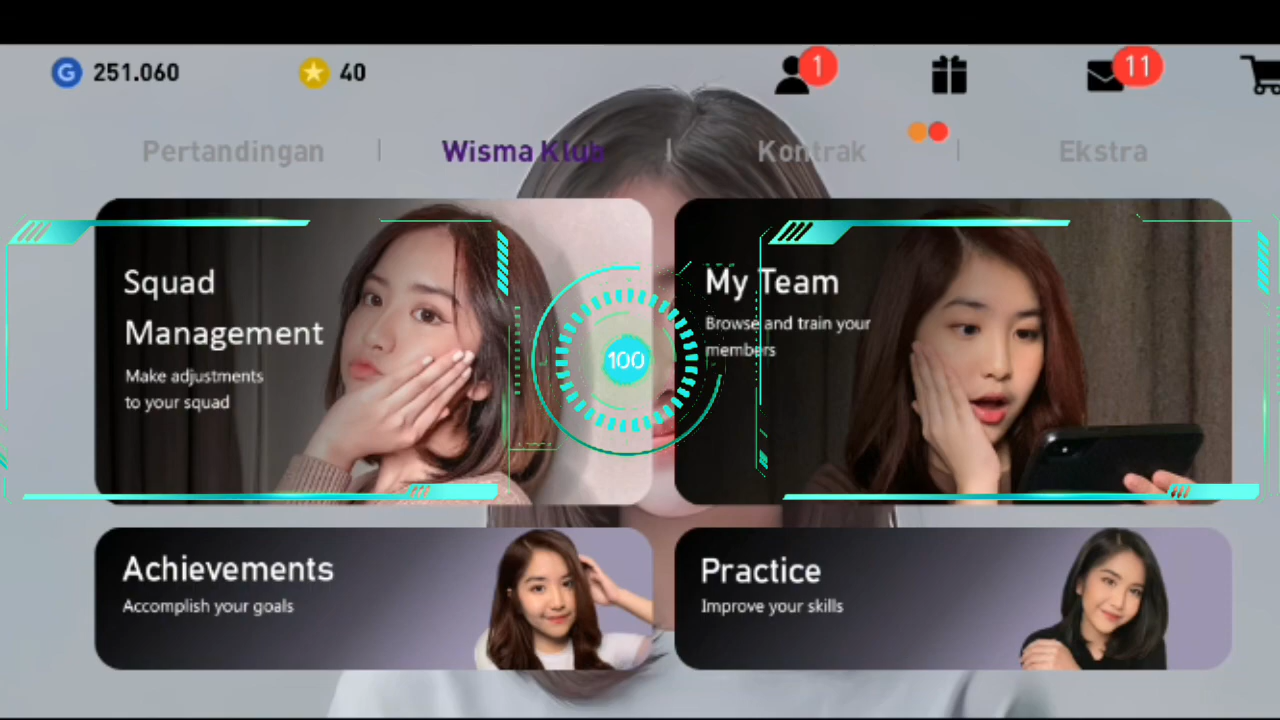 G 251.060
40
1
11
Pertandingan | Wisma Klub | Kontrak | Ekstra
Squad
Management
Make adjustments
to your squad
100
My Team
Browse and train your
members
Achievements
Accomplish your goals
Practice
Improve your skills